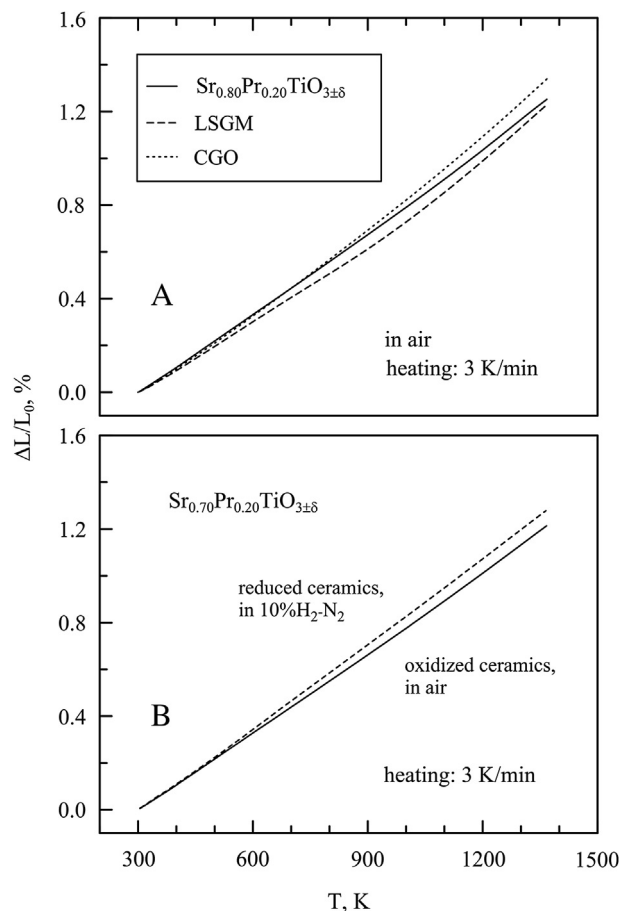 1.6
1.2
0.8
0.4
0.0
Sr₀.₈₀Pr₀.₂₀TiO₃±δ
LSGM
CGO
A
in air
heating: 3 K/min
ΔL/L₀, %
1.6
1.2
0.8
0.4
0.0
Sr₀.₇₀Pr₀.₂₀TiO₃±δ
reduced ceramics,
in 10%H₂-N₂
oxidized ceramics,
in air
B
heating: 3 K/min
300 600 900 1200 1500
T, K